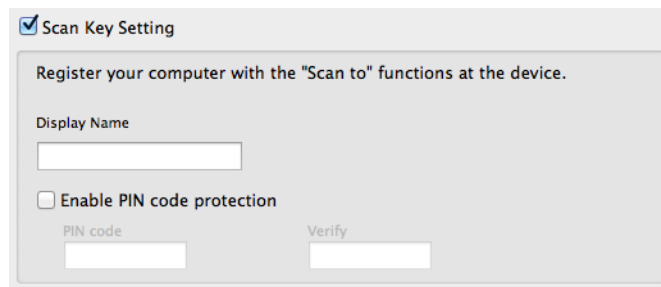 Scan Key Setting
Register your computer with the "Scan to" functions at the device.
Display Name
Enable PIN code protection
PIN code Verify